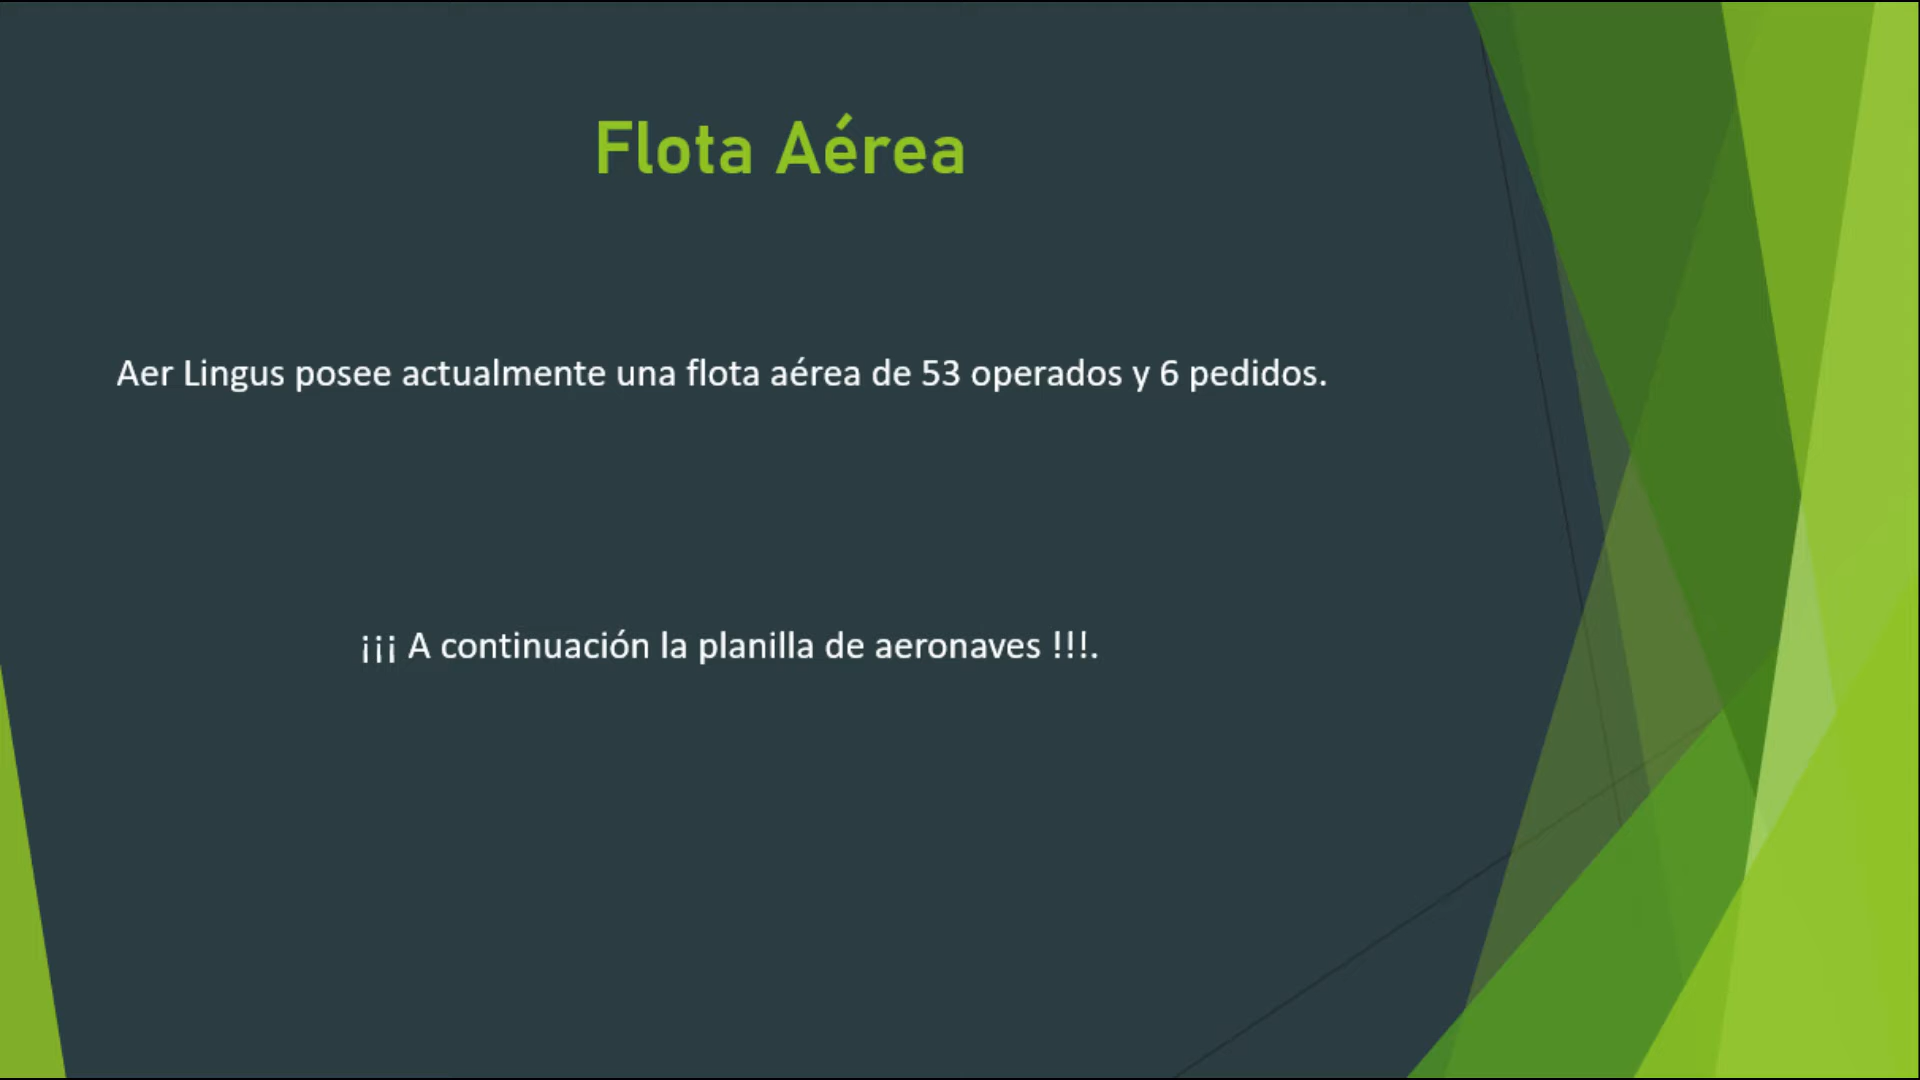 Flota Aérea
Aer Lingus posee actualmente una flota aérea de 53 operados y 6 pedidos.
¡¡¡ A continuación la planilla de aeronaves !!!.